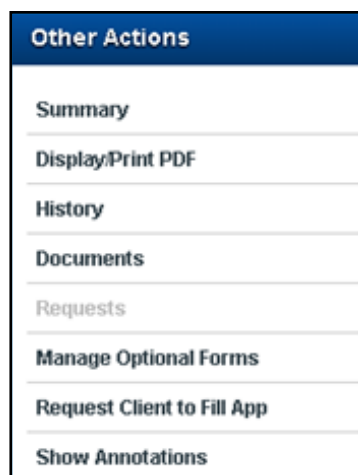 Other Actions
Summary
Display/Print PDF
History
Documents
Requests
Manage Optional Forms
Request Client to Fill App
Show Annotations